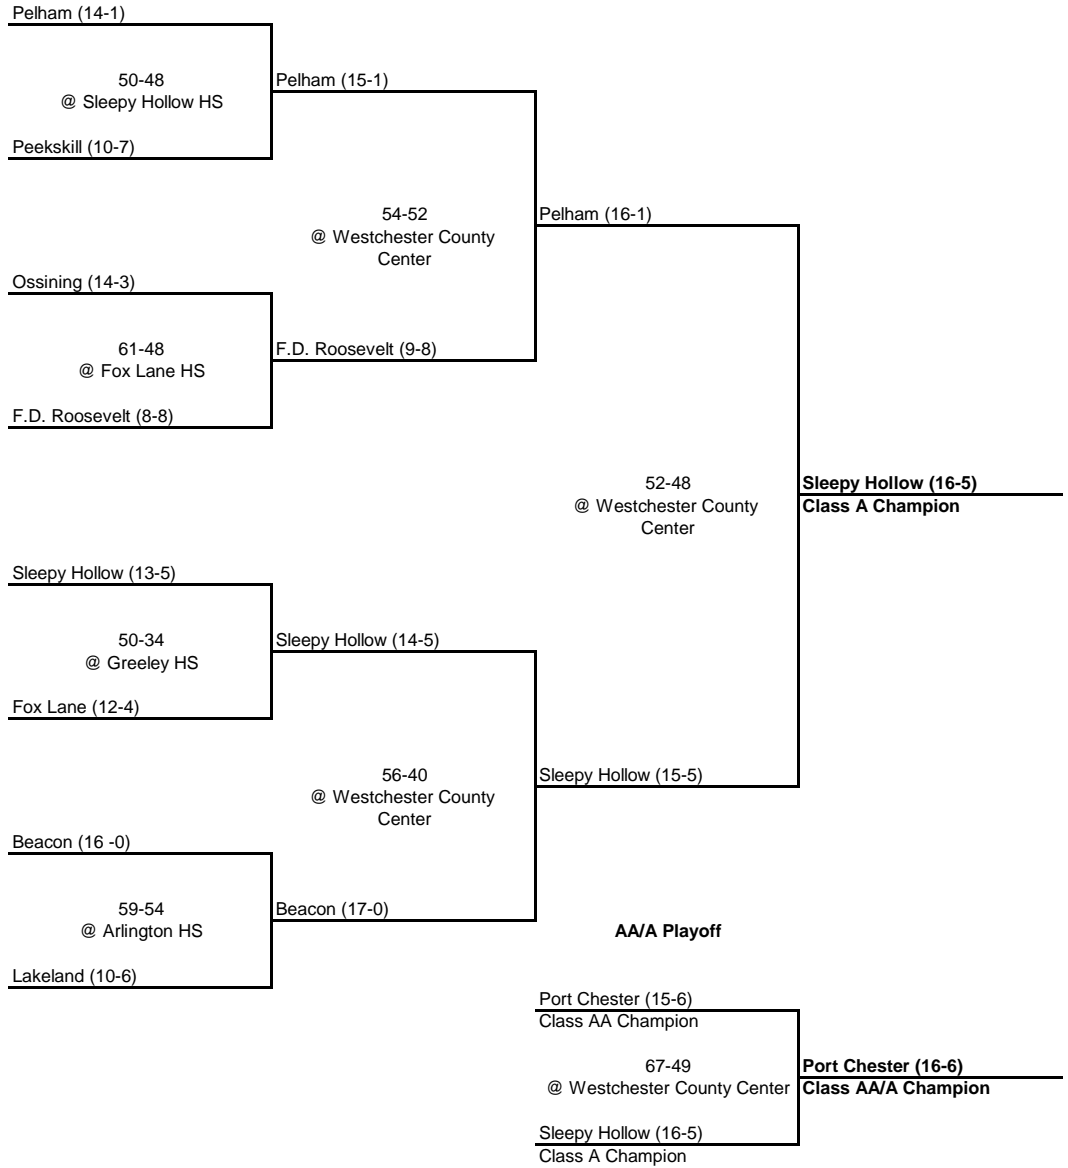 Pelham (14-1)
50-48
@ Sleepy Hollow HS
Pelham (15-1)
Peekskill (10-7)
54-52
@ Westchester County
Center
Pelham (16-1)
Ossining (14-3)
61-48
@ Fox Lane HS
F.D. Roosevelt (9-8)
F.D. Roosevelt (8-8)
52-48
@ Westchester County
Center
Sleepy Hollow (16-5)
Class A Champion
Sleepy Hollow (13-5)
50-34
@ Greeley HS
Sleepy Hollow (14-5)
Fox Lane (12-4)
56-40
@ Westchester County
Center
Sleepy Hollow (15-5)
Beacon (16 -0)
59-54
@ Arlington HS
Beacon (17-0)
Lakeland (10-6)
AA/A Playoff
Port Chester (15-6)
Class AA Champion
67-49
@ Westchester County Center
Port Chester (16-6)
Class AA/A Champion
Sleepy Hollow (16-5)
Class A Champion